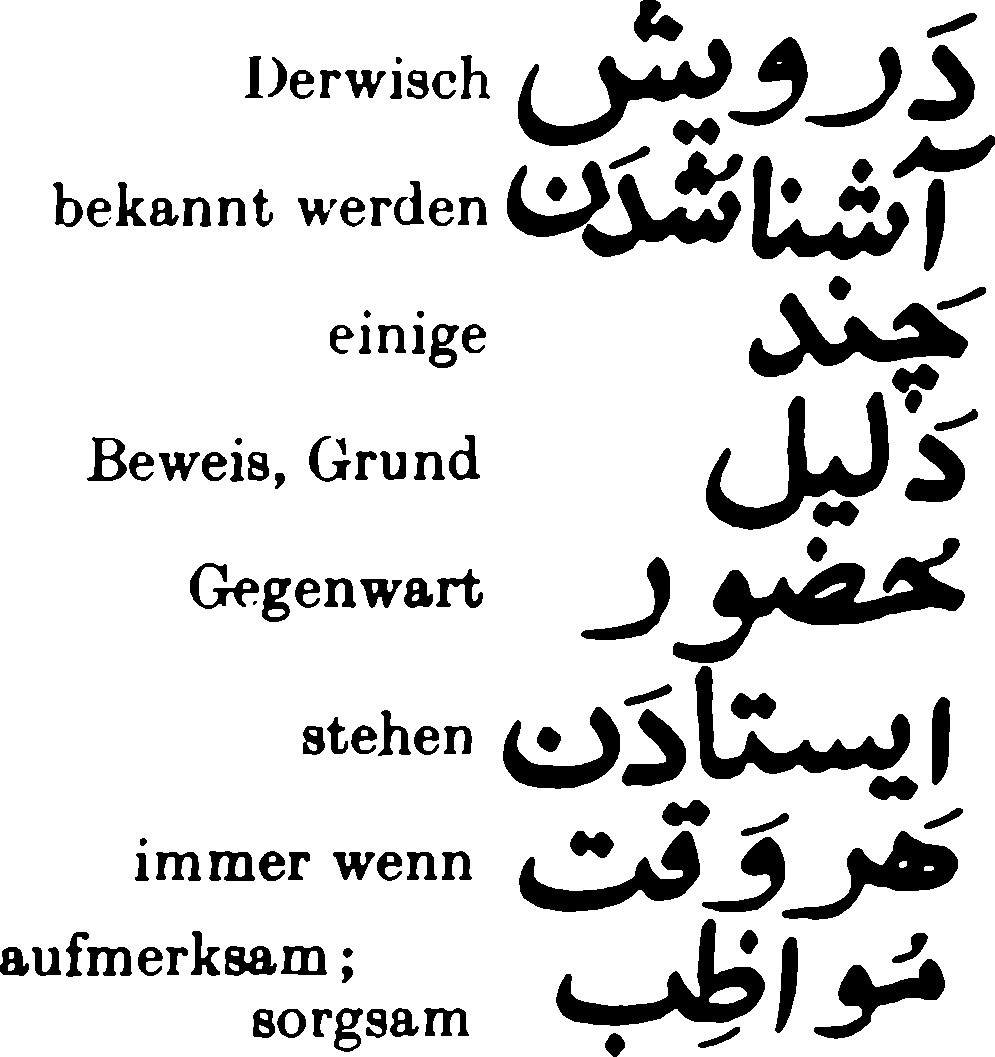 Derwisch دَرویش
bekannt werden آشناشُدَن
einige چَند
Beweis, Grund دَلیل
Gegenwart حُضور
stehen ایستادَن
immer wenn هَروَقت
aufmerksam;
sorgsam مُواظِب